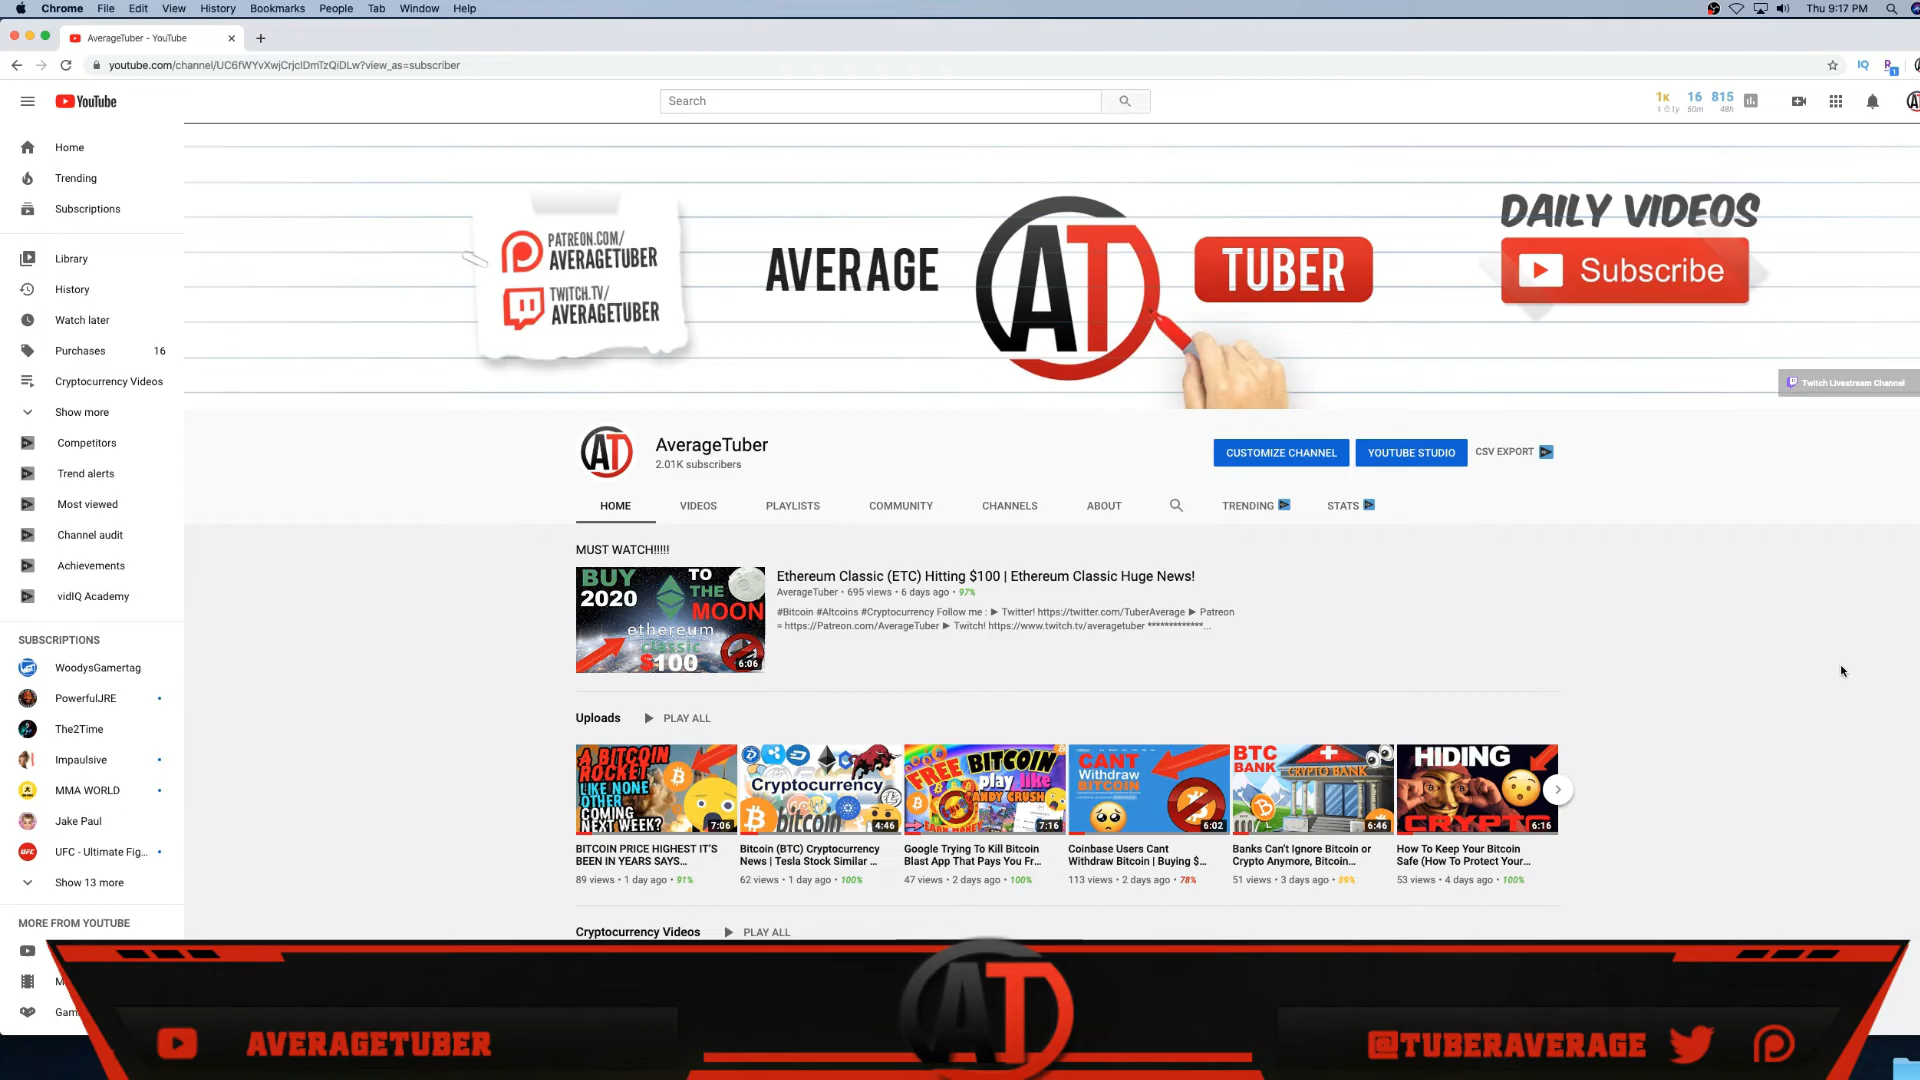 Chrome File Edit View History Bookmarks People Tab Window Help
Thu 9:17 PM
AverageTuber - YouTube
youtube.com/channel/UC6fWYvXwjCrjclDmTzQiDLw?view_as=subscriber
IQ
YouTube
Search
1K 16 815
1y 60m 48h
Home
Trending
Subscriptions
Library
History
Watch later
Purchases 16
Cryptocurrency Videos
Show more
Competitors
Trend alerts
Most viewed
Channel audit
Achievements
vidIQ Academy
SUBSCRIPTIONS
WoodysGamertag
PowerfulJRE
The2Time
Impaulsive
MMA WORLD
Jake Paul
UFC - Ultimate Fig...
Show 13 more
MORE FROM YOUTUBE
PATREON.COM/
AVERAGETUBER
TWITCH.TV/
AVERAGETUBER
AVERAGE
AT
TUBER
DAILY VIDEOS
Subscribe
Twitch Livestream Channel
AT
AverageTuber
2.01K subscribers
CUSTOMIZE CHANNEL
YOUTUBE STUDIO
CSV EXPORT
HOME VIDEOS PLAYLISTS COMMUNITY CHANNELS ABOUT TRENDING STATS
MUST WATCH!!!!!
BUY TO
2020 THE
MOON
ethereum
classic
$100
6:06
Ethereum Classic (ETC) Hitting $100 | Ethereum Classic Huge News!
AverageTuber • 695 views • 6 days ago • 97%
#Bitcoin #Altcoins #Cryptocurrency Follow me : ► Twitter! https://twitter.com/TuberAverage ► Patreon
= https://Patreon.com/AverageTuber ► Twitch! https://www.twitch.tv/averagetuber ************...
Uploads PLAY ALL
A BITCOIN
ROCKET
LIKE NONE
OTHER
COMING
NEXT WEEK?
7:06
BITCOIN PRICE HIGHEST IT'S
BEEN IN YEARS SAYS...
89 views • 1 day ago • 91%
Cryptocurrency
bitcoin
4:46
Bitcoin (BTC) Cryptocurrency
News | Tesla Stock Similar ...
62 views • 1 day ago • 100%
FREE BITCOIN
play like
CANDY CRUSH
7:16
Google Trying To Kill Bitcoin
Blast App That Pays You Fr...
47 views • 2 days ago • 100%
CANT
Withdraw
BITCOIN
6:02
Coinbase Users Cant
Withdraw Bitcoin | Buying $...
113 views • 2 days ago • 78%
BTC
BANK
CRYPTO BANK
6:46
Banks Can't Ignore Bitcoin or
Crypto Anymore, Bitcoin...
51 views • 3 days ago • 89%
HIDING
CRYPTO
6:16
How To Keep Your Bitcoin
Safe (How To Protect Your...
53 views • 4 days ago • 100%
Cryptocurrency Videos PLAY ALL
Gam
AVERAGETUBER
AT
@TUBERAVERAGE